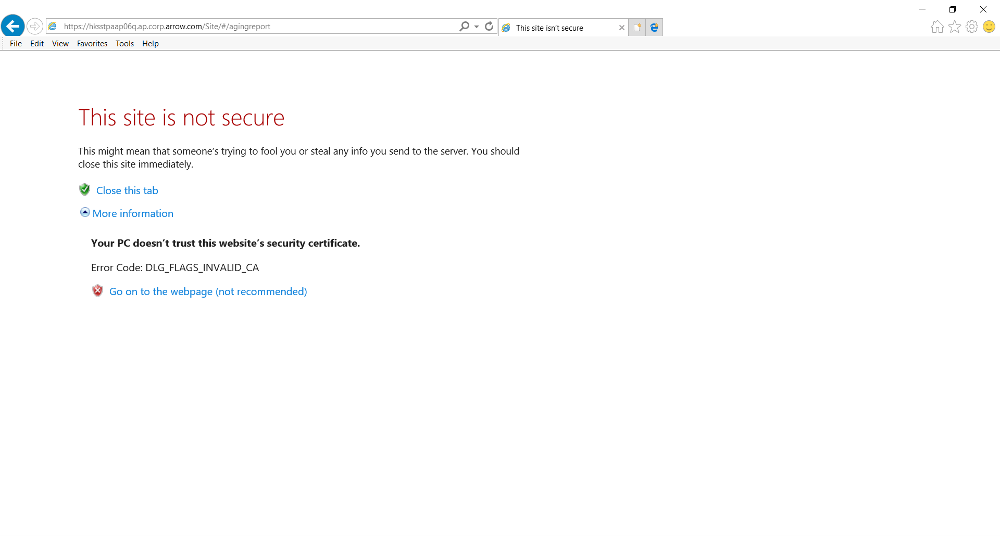 https://hksstpaap06q.ap.corp.arrow.com/Site/#/agingreport
This site isn't secure
File Edit View Favorites Tools Help
This site is not secure
This might mean that someone's trying to fool you or steal any info you send to the server. You should
close this site immediately.
Close this tab
More information
Your PC doesn't trust this website's security certificate.
Error Code: DLG_FLAGS_INVALID_CA
Go on to the webpage (not recommended)